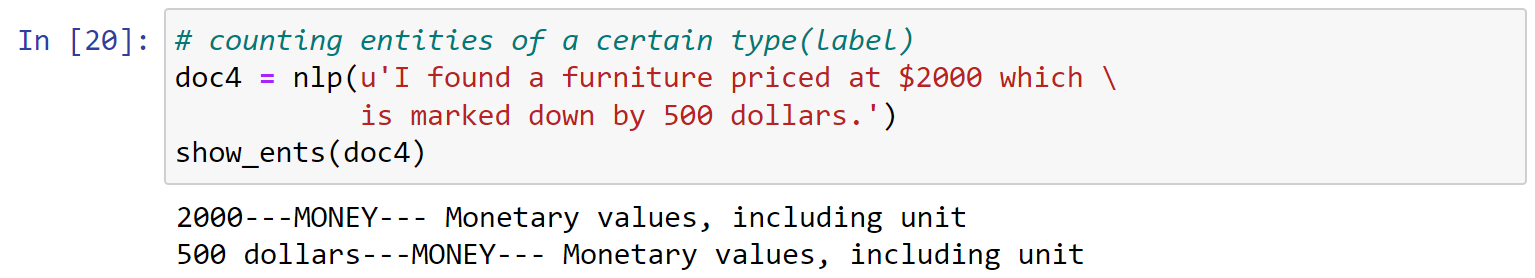 In [20]: # counting entities of a certain type(label)
doc4 = nlp(u'I found a furniture priced at $2000 which \
is marked down by 500 dollars.')
show_ents(doc4)
2000---MONEY--- Monetary values, including unit
500 dollars---MONEY--- Monetary values, including unit